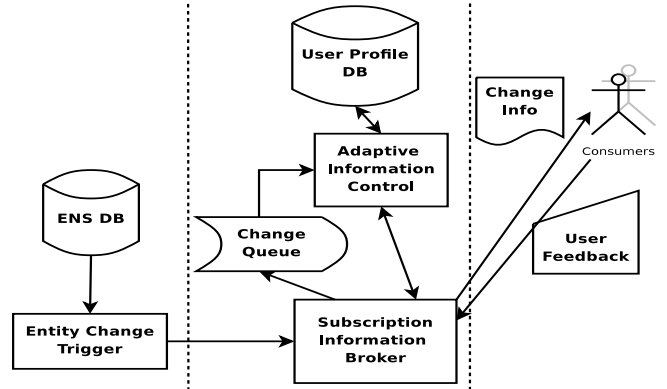 User Profile
DB
Change
Info
Consumers
Adaptive
Information
Control
ENS DB
Change
Queue
User
Feedback
Entity Change
Trigger
Subscription
Information
Broker